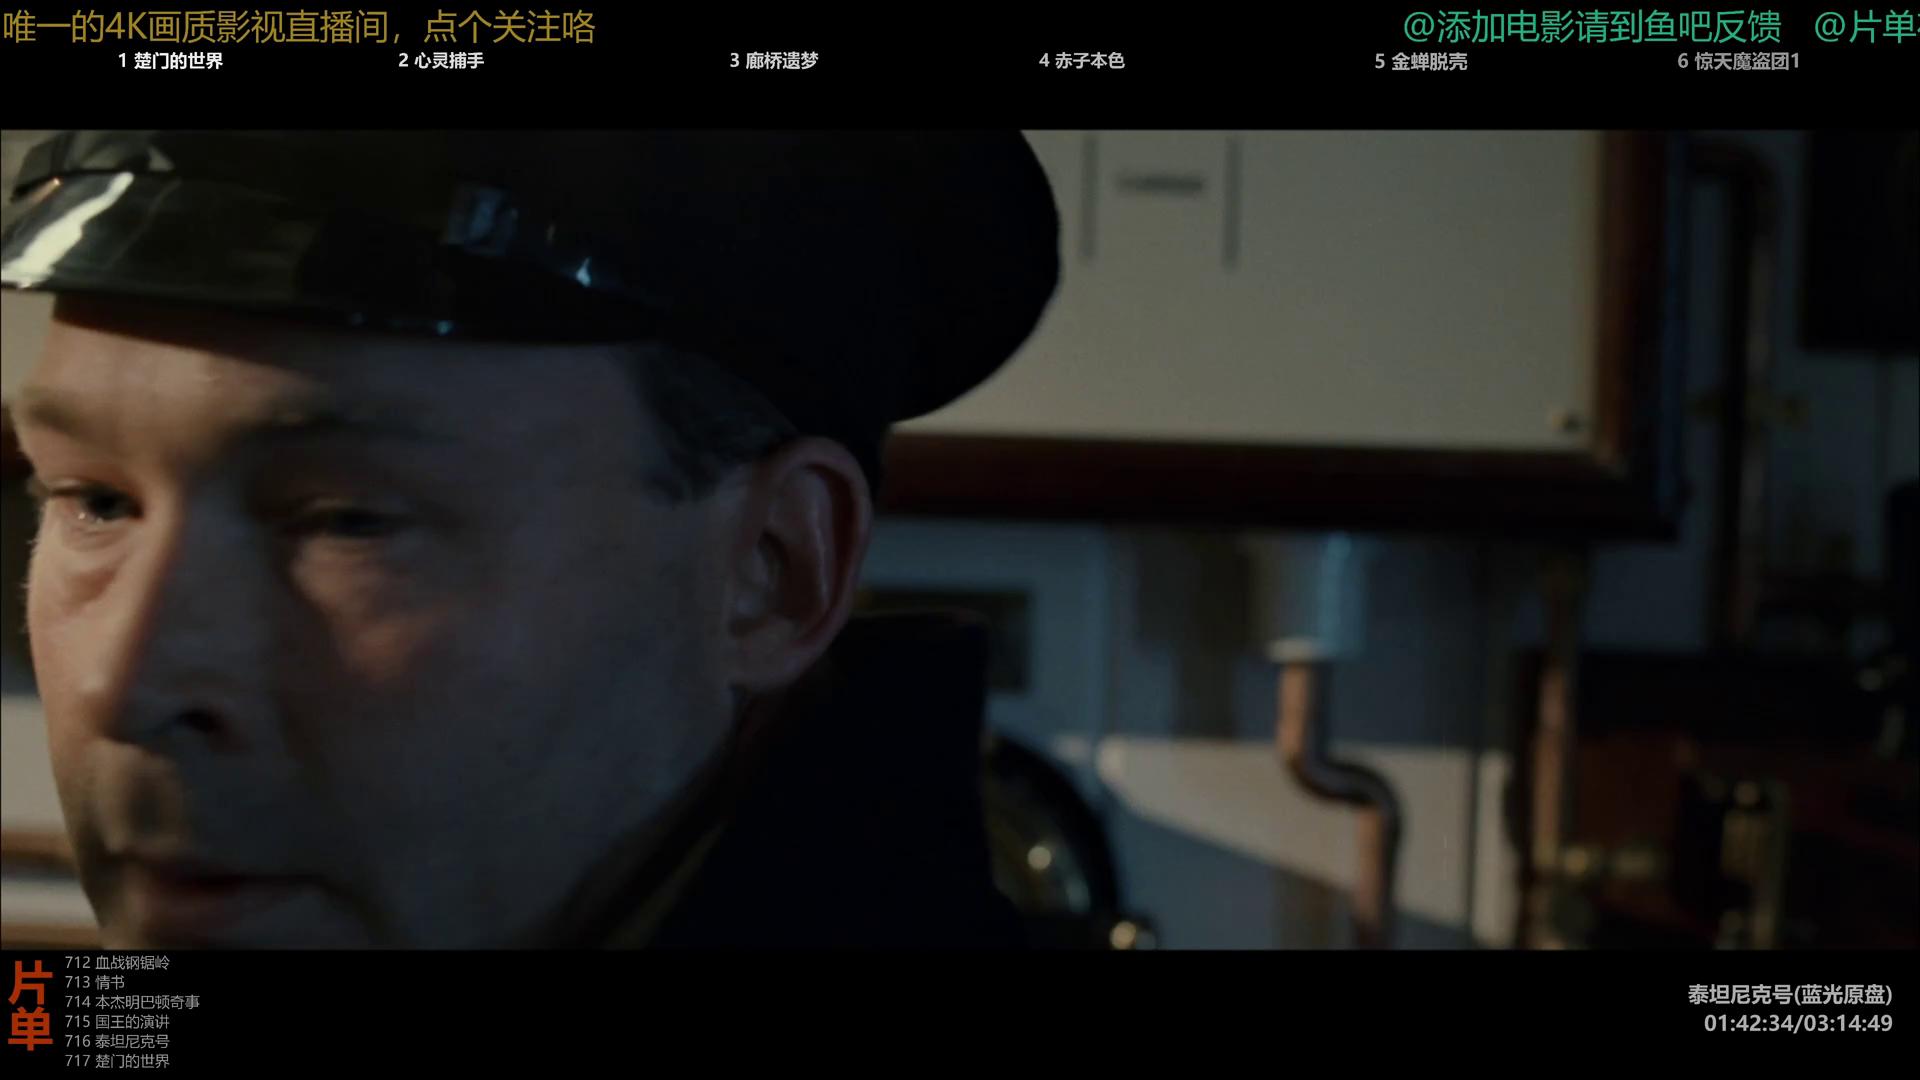 唯一的4K画质影视直播间，点个关注咯
@添加电影请到鱼吧反馈 @片单
1 楚门的世界
2 心灵捕手
3 廊桥遗梦
4 赤子本色
5 金蝉脱壳
6 惊天魔盗团1
片单
712 血战钢锯岭
713 情书
714 本杰明巴顿奇事
715 国王的演讲
716 泰坦尼克号
717 楚门的世界
泰坦尼克号(蓝光原盘)
01:42:34/03:14:49